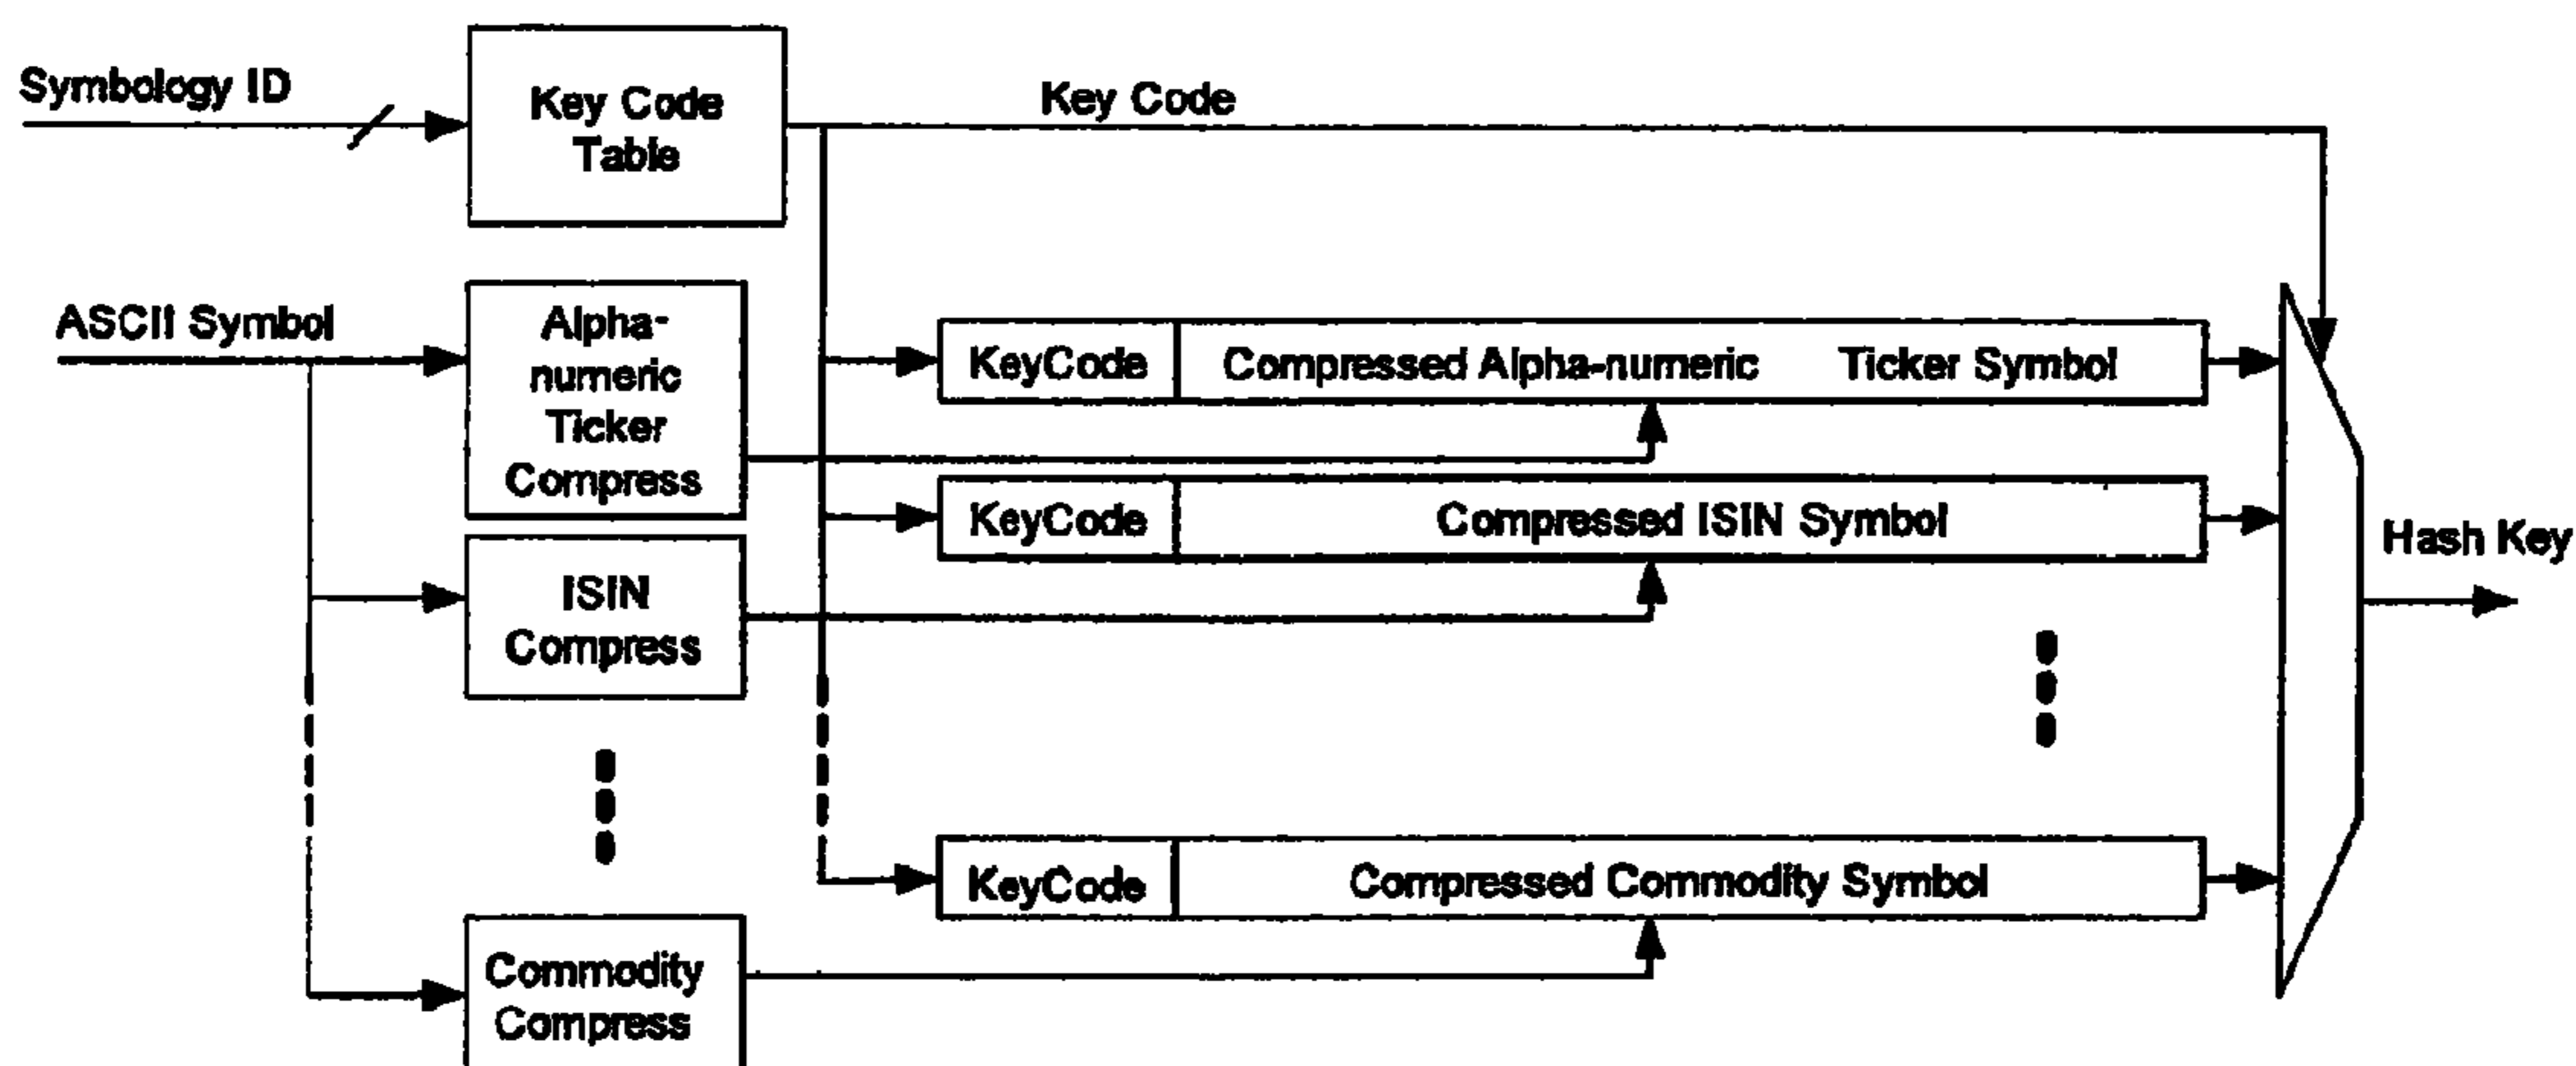 Symbology ID
Key Code
Table
Key Code
ASCII Symbol
Alpha-
numeric
Ticker
Compress
KeyCode
Compressed Alpha-numeric Ticker Symbol
KeyCode
Compressed ISIN Symbol
Hash Key
ISIN
Compress
KeyCode
Compressed Commodity Symbol
Commodity
Compress